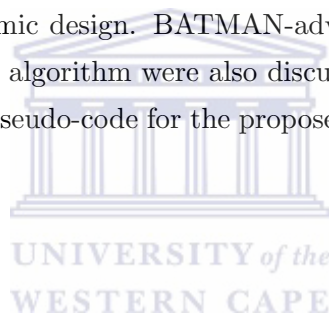 mic design. BATMAN-adv
algorithm were also discu
seudo-code for the propose
UNIVERSITY of the
WESTERN CAPE